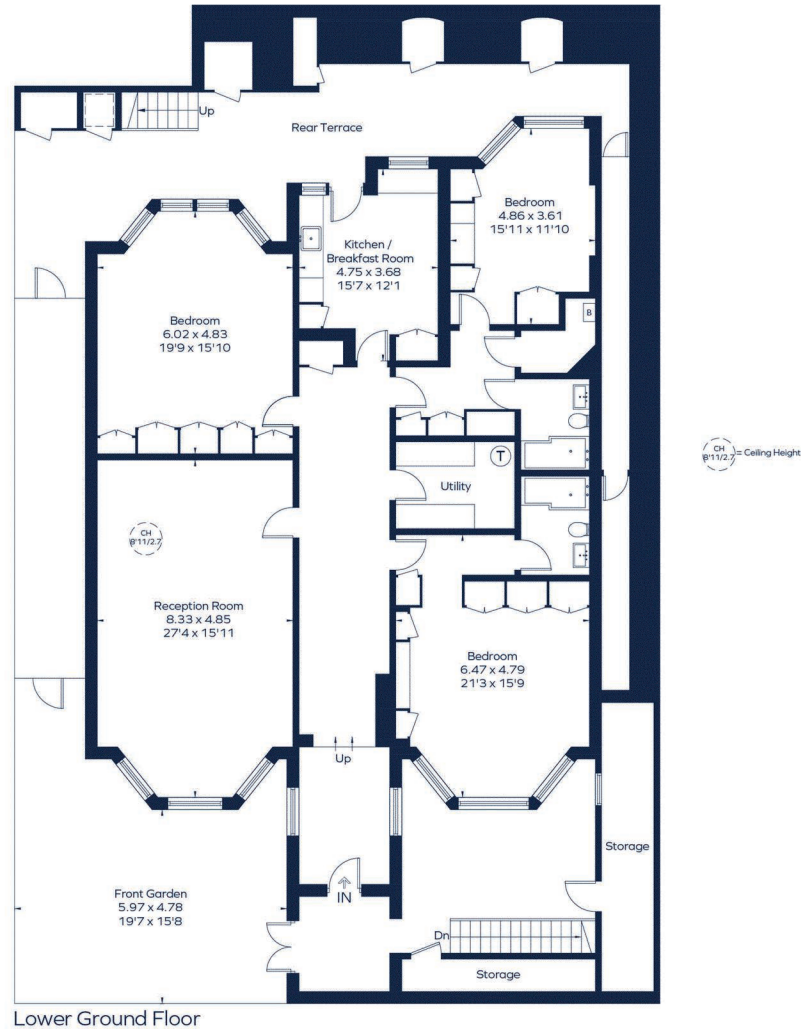 Up
Rear Terrace
Bedroom
4.86 x 3.61
15'11 x 11'10
Kitchen /
Breakfast Room
4.75 x 3.68
15'7 x 12'1
B
Bedroom
6.02 x 4.83
19'9 x 15'10
CH
8'11/2.7
= Ceiling Height
T
Utility
CH
8'11/2.7
Reception Room
8.33 x 4.85
27'4 x 15'11
Bedroom
6.47 x 4.79
21'3 x 15'9
Up
Storage
Front Garden
5.97 x 4.78
19'7 x 15'8
IN
Dn
Storage
Lower Ground Floor